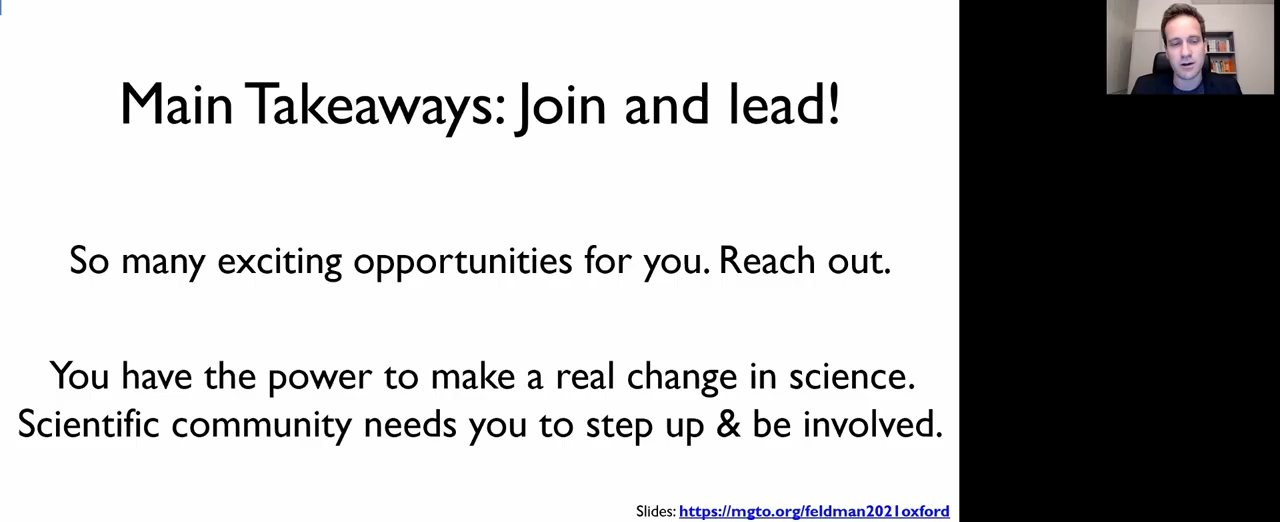 Main Takeaways: Join and lead!
So many exciting opportunities for you. Reach out.
You have the power to make a real change in science.
Scientific community needs you to step up & be involved.
Slides: https://mgto.org/feldman2021oxford